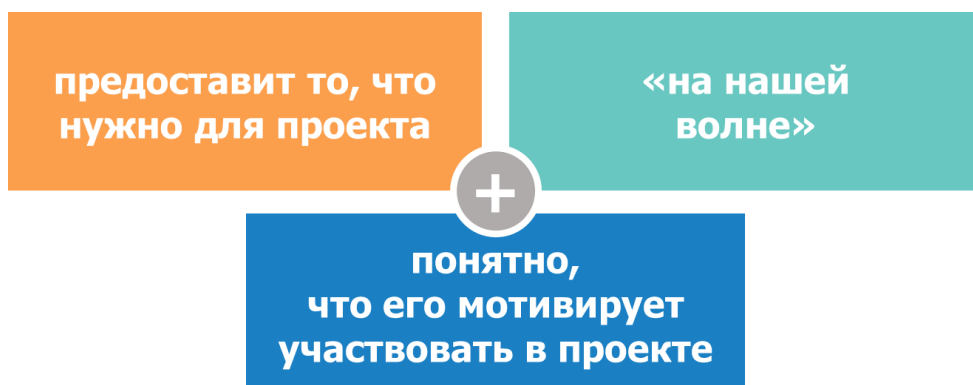 предоставит то, что
нужно для проекта
«на нашей
волне»
+
понятно,
что его мотивирует
участвовать в проекте